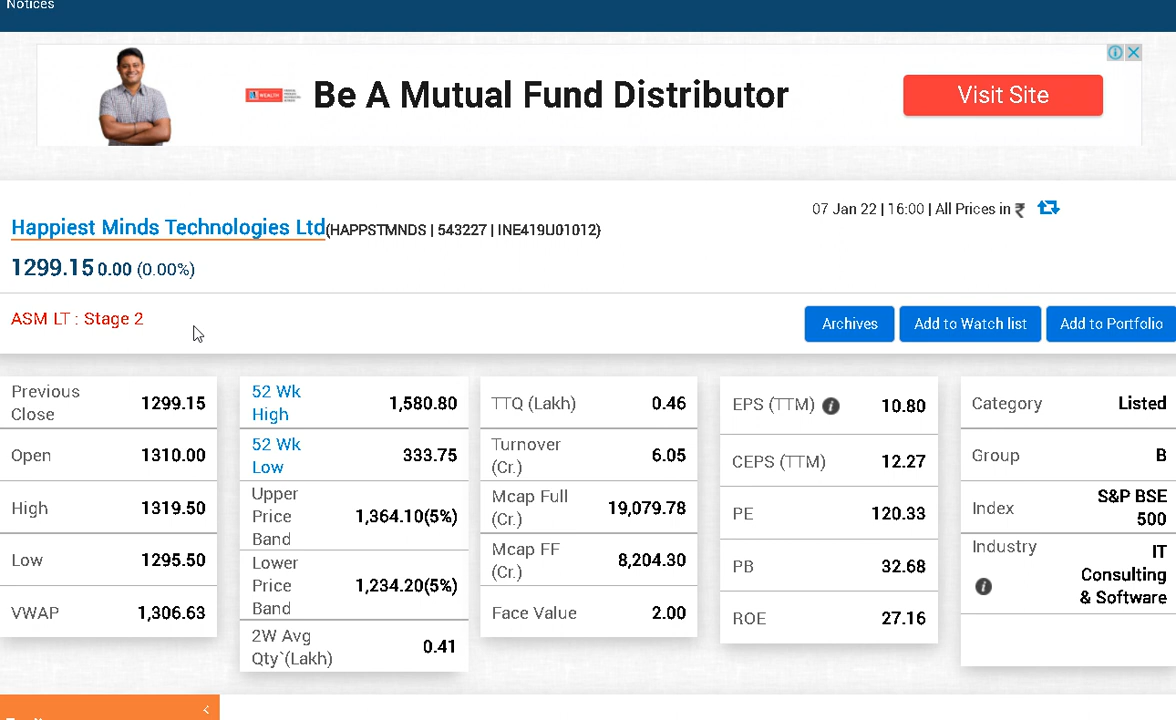 Notices
WEALTH
Be A Mutual Fund Distributor
Visit Site
07 Jan 22 | 16:00 | All Prices in ₹
Happiest Minds Technologies Ltd(HAPPSTMNDS | 543227 | INE419U01012)
1299.15 0.00 (0.00%)
ASM LT : Stage 2
Archives
Add to Watch list
Add to Portfolio
Previous
Close 1299.15
Open 1310.00
High 1319.50
Low 1295.50
VWAP 1,306.63
52 Wk
High 1,580.80
52 Wk
Low 333.75
Upper
Price
Band 1,364.10(5%)
Lower
Price
Band 1,234.20(5%)
2W Avg
Qty`(Lakh) 0.41
TTQ (Lakh) 0.46
Turnover
(Cr.) 6.05
Mcap Full
(Cr.) 19,079.78
Mcap FF
(Cr.) 8,204.30
Face Value 2.00
EPS (TTM) 10.80
CEPS (TTM) 12.27
PE 120.33
PB 32.68
ROE 27.16
Category Listed
Group B
Index S&P BSE
500
Industry IT
Consulting
& Software